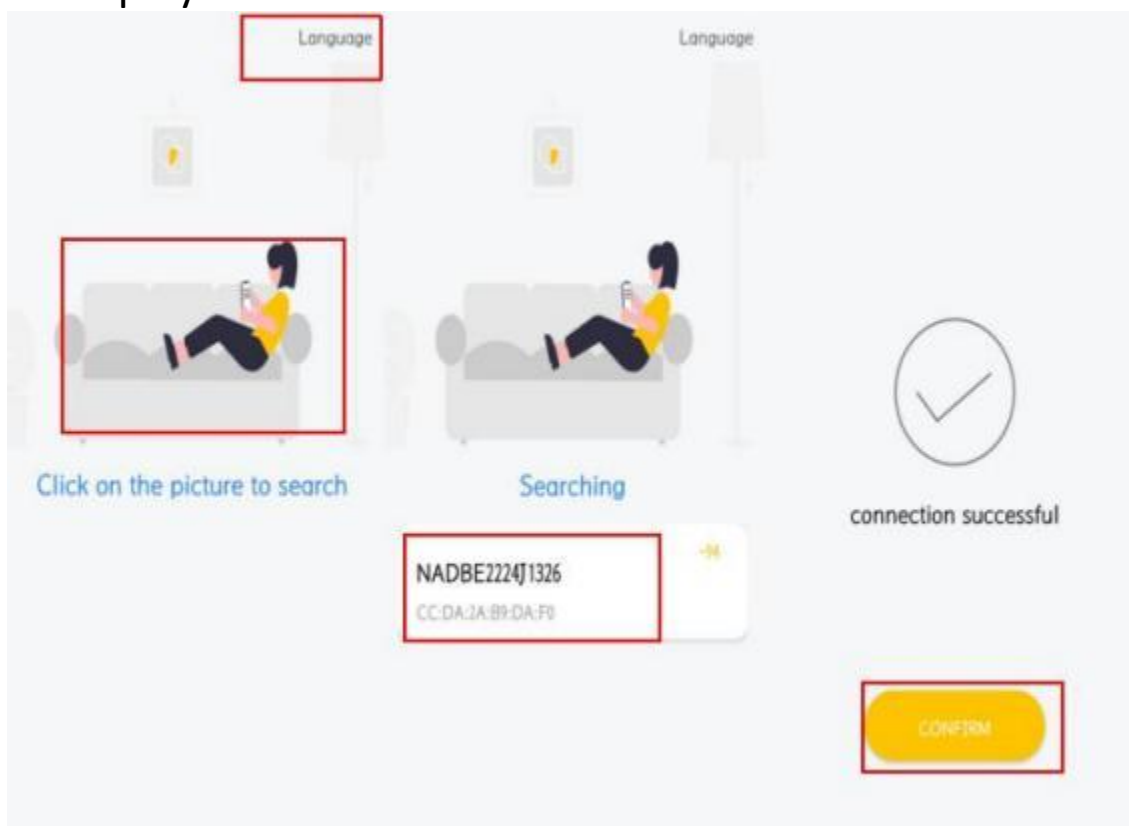 Language
Click on the picture to search
Language
Searching
NADBE2224J1326
CC:DA:2A:B9:DA:F0
connection successful
CONFIRM